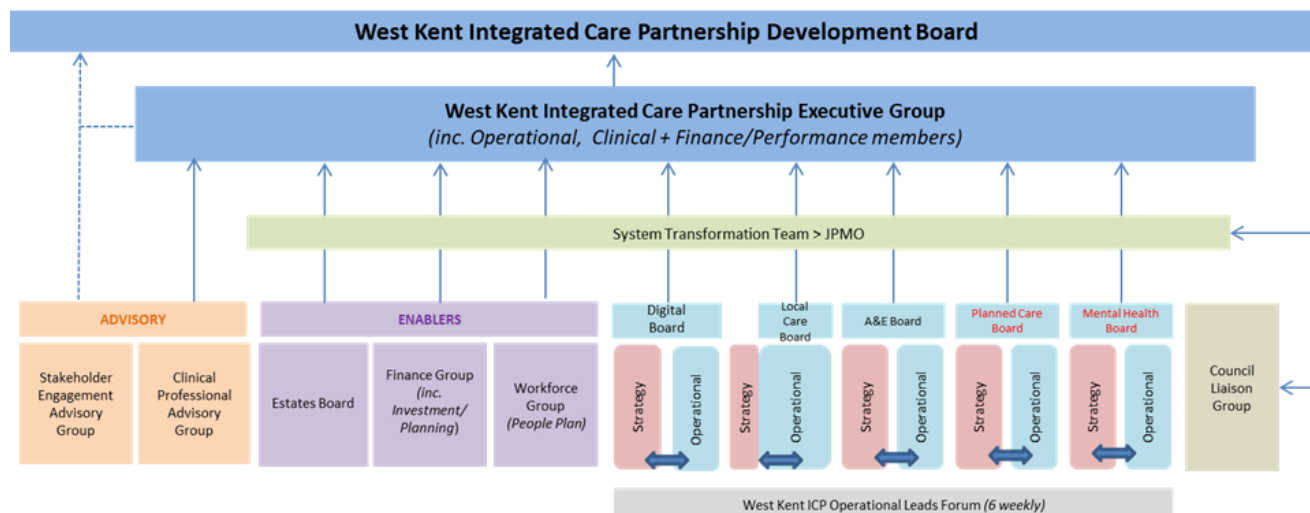 West Kent Integrated Care Partnership Development Board
West Kent Integrated Care Partnership Executive Group
(inc. Operational, Clinical + Finance/Performance members)
System Transformation Team > JPMO
ADVISORY
Stakeholder
Engagement
Advisory
Group
Clinical
Professional
Advisory
Group
ENABLERS
Estates Board
Finance Group
(inc.
Investment/
Planning)
Workforce
Group
(People Plan)
Digital
Board
Strategy
Operational
Local
Care
Board
Strategy
Operational
A&E Board
Strategy
Operational
Planned Care
Board
Strategy
Operational
Mental Health
Board
Strategy
Operational
Council
Liaison
Group
West Kent ICP Operational Leads Forum (6 weekly)